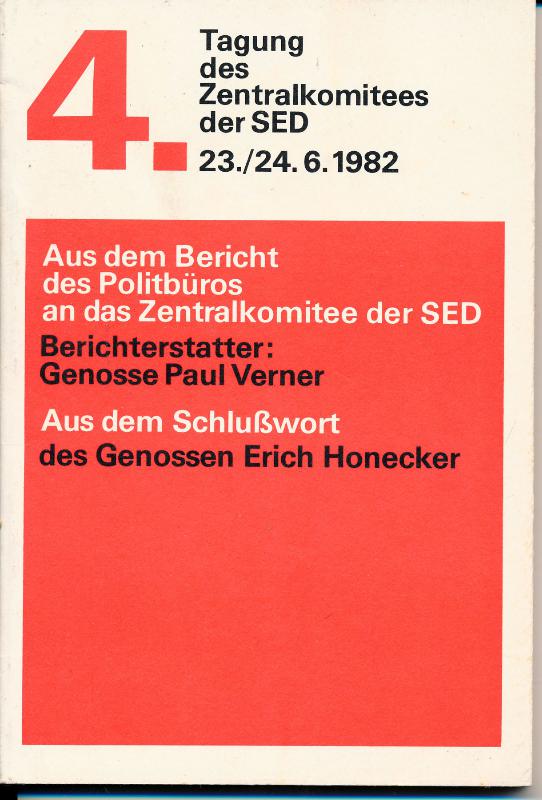 4.
Tagung
des
Zentralkomitees
der SED
23./24. 6. 1982
Aus dem Bericht
des Politbüros
an das Zentralkomitee der SED
Berichterstatter:
Genosse Paul Verner
Aus dem Schlußwort
des Genossen Erich Honecker